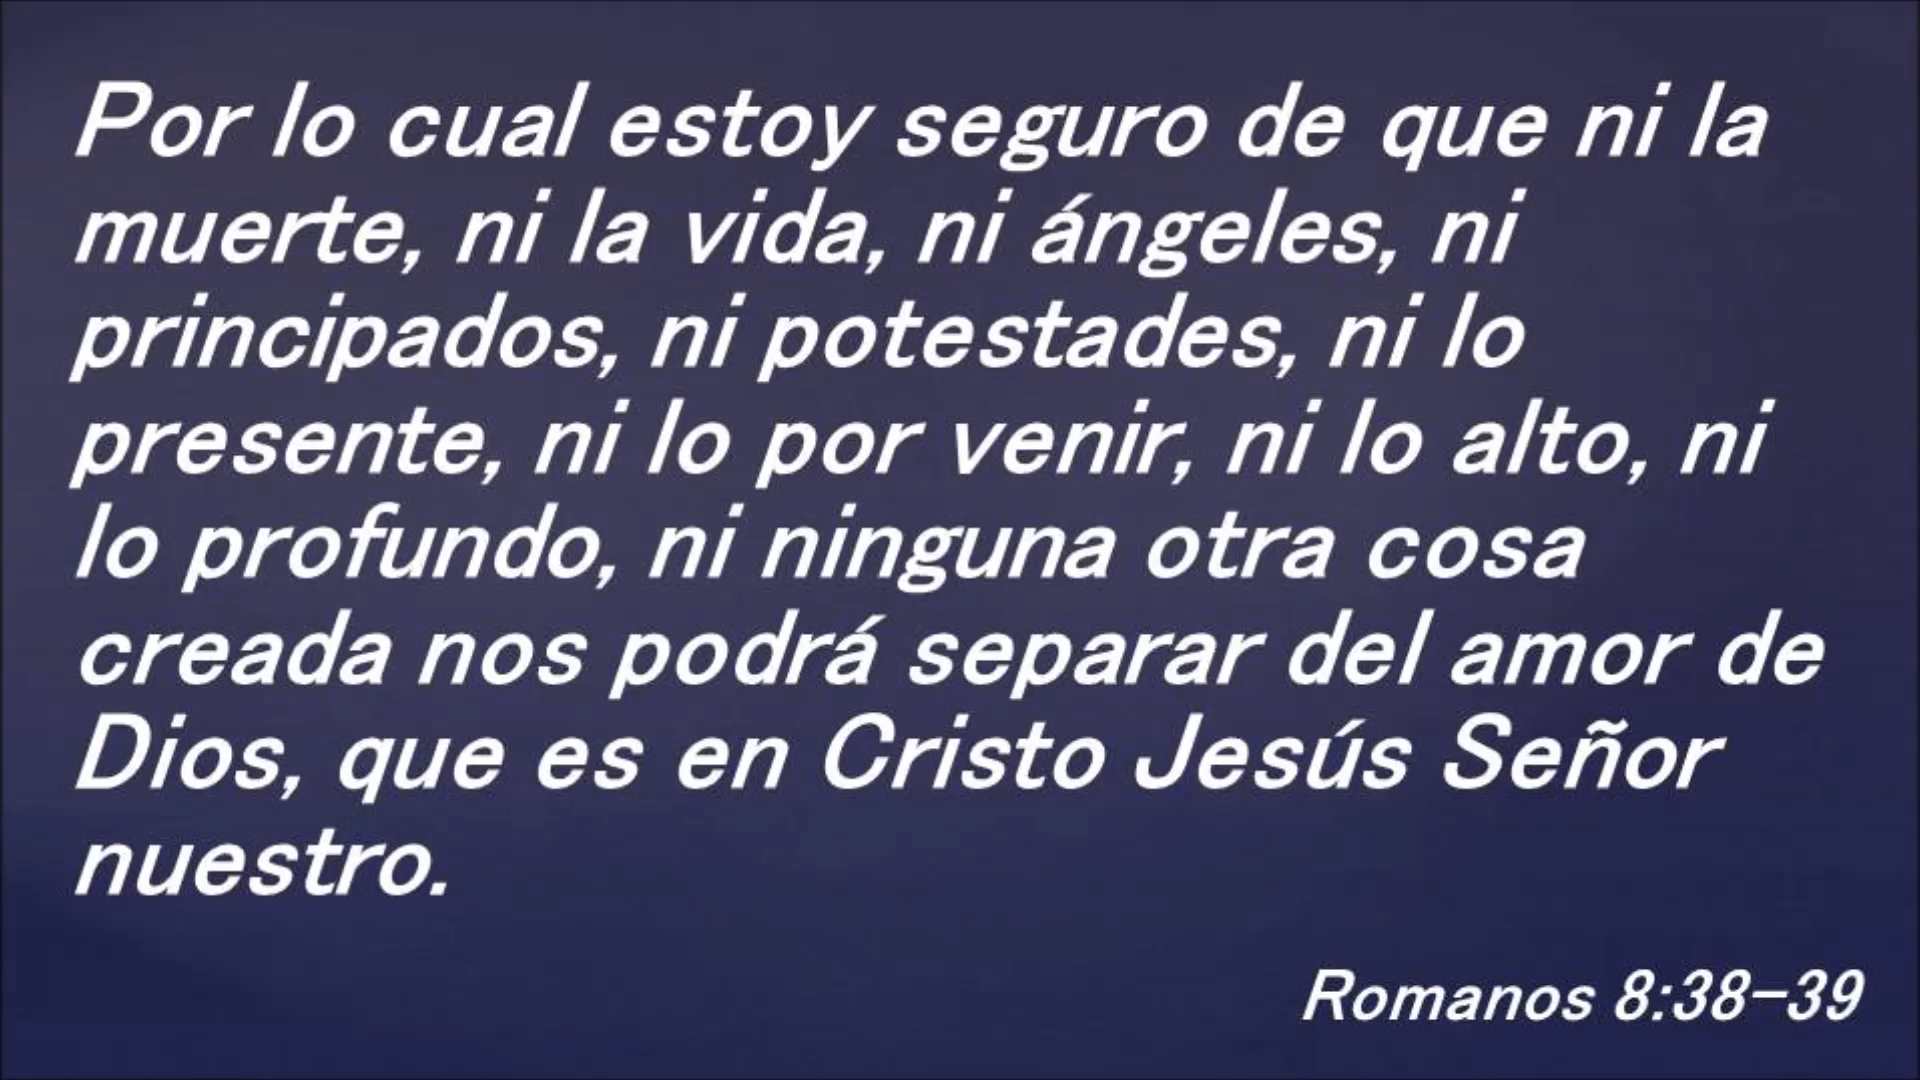 Por lo cual estoy seguro de que ni la
muerte, ni la vida, ni ángeles, ni
principados, ni potestades, ni lo
presente, ni lo por venir, ni lo alto, ni
lo profundo, ni ninguna otra cosa
creada nos podrá separar del amor de
Dios, que es en Cristo Jesús Señor
nuestro.
Romanos 8:38-39